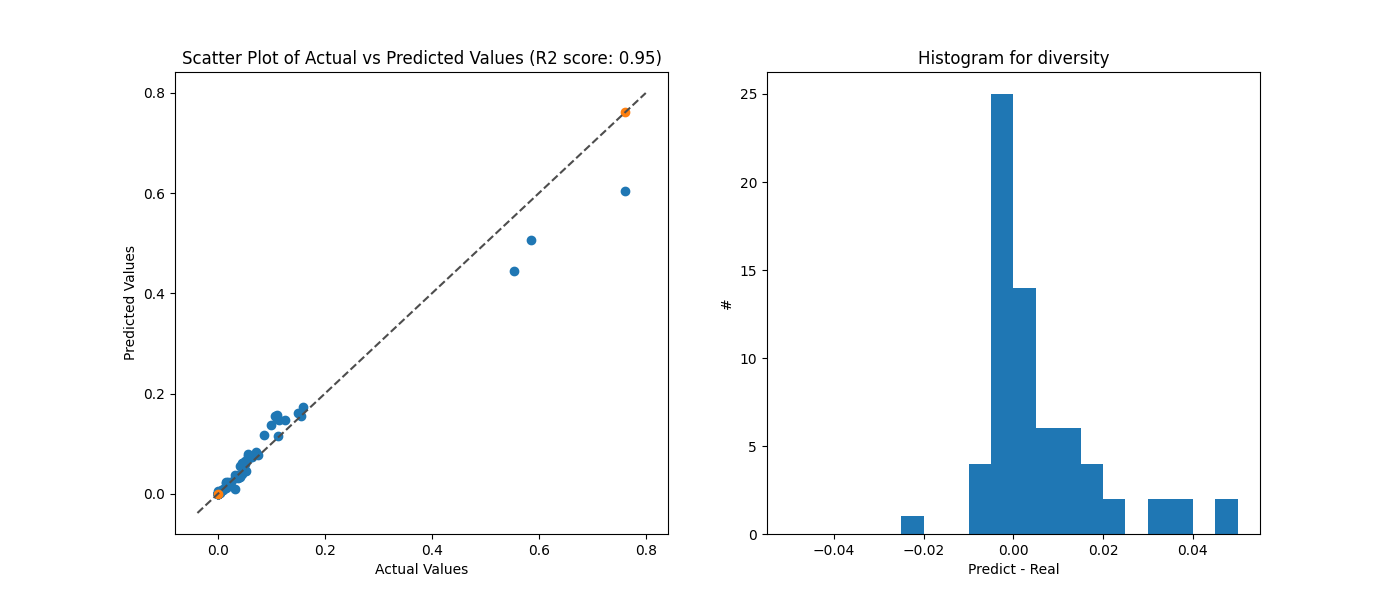 Scatter Plot of Actual vs Predicted Values (R2 score: 0.95)
0.8
0.6
0.4
0.2
0.0
Predicted Values
0.0 0.2 0.4 0.6 0.8
Actual Values
Histogram for diversity
25
20
15
10
5
0
#
−0.04 −0.02 0.00 0.02 0.04
Predict - Real